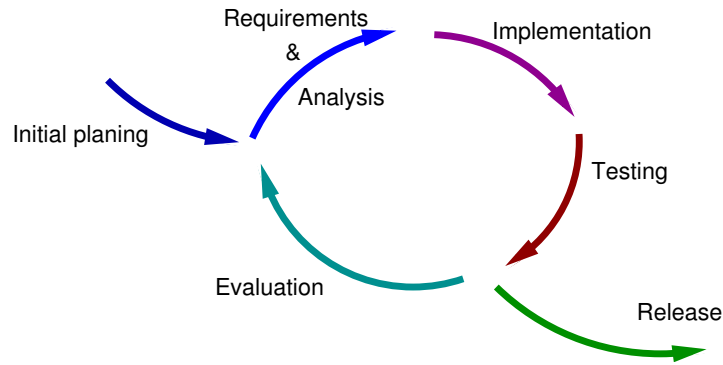 Requirements
&
Analysis
Implementation
Initial planing
Testing
Evaluation
Release